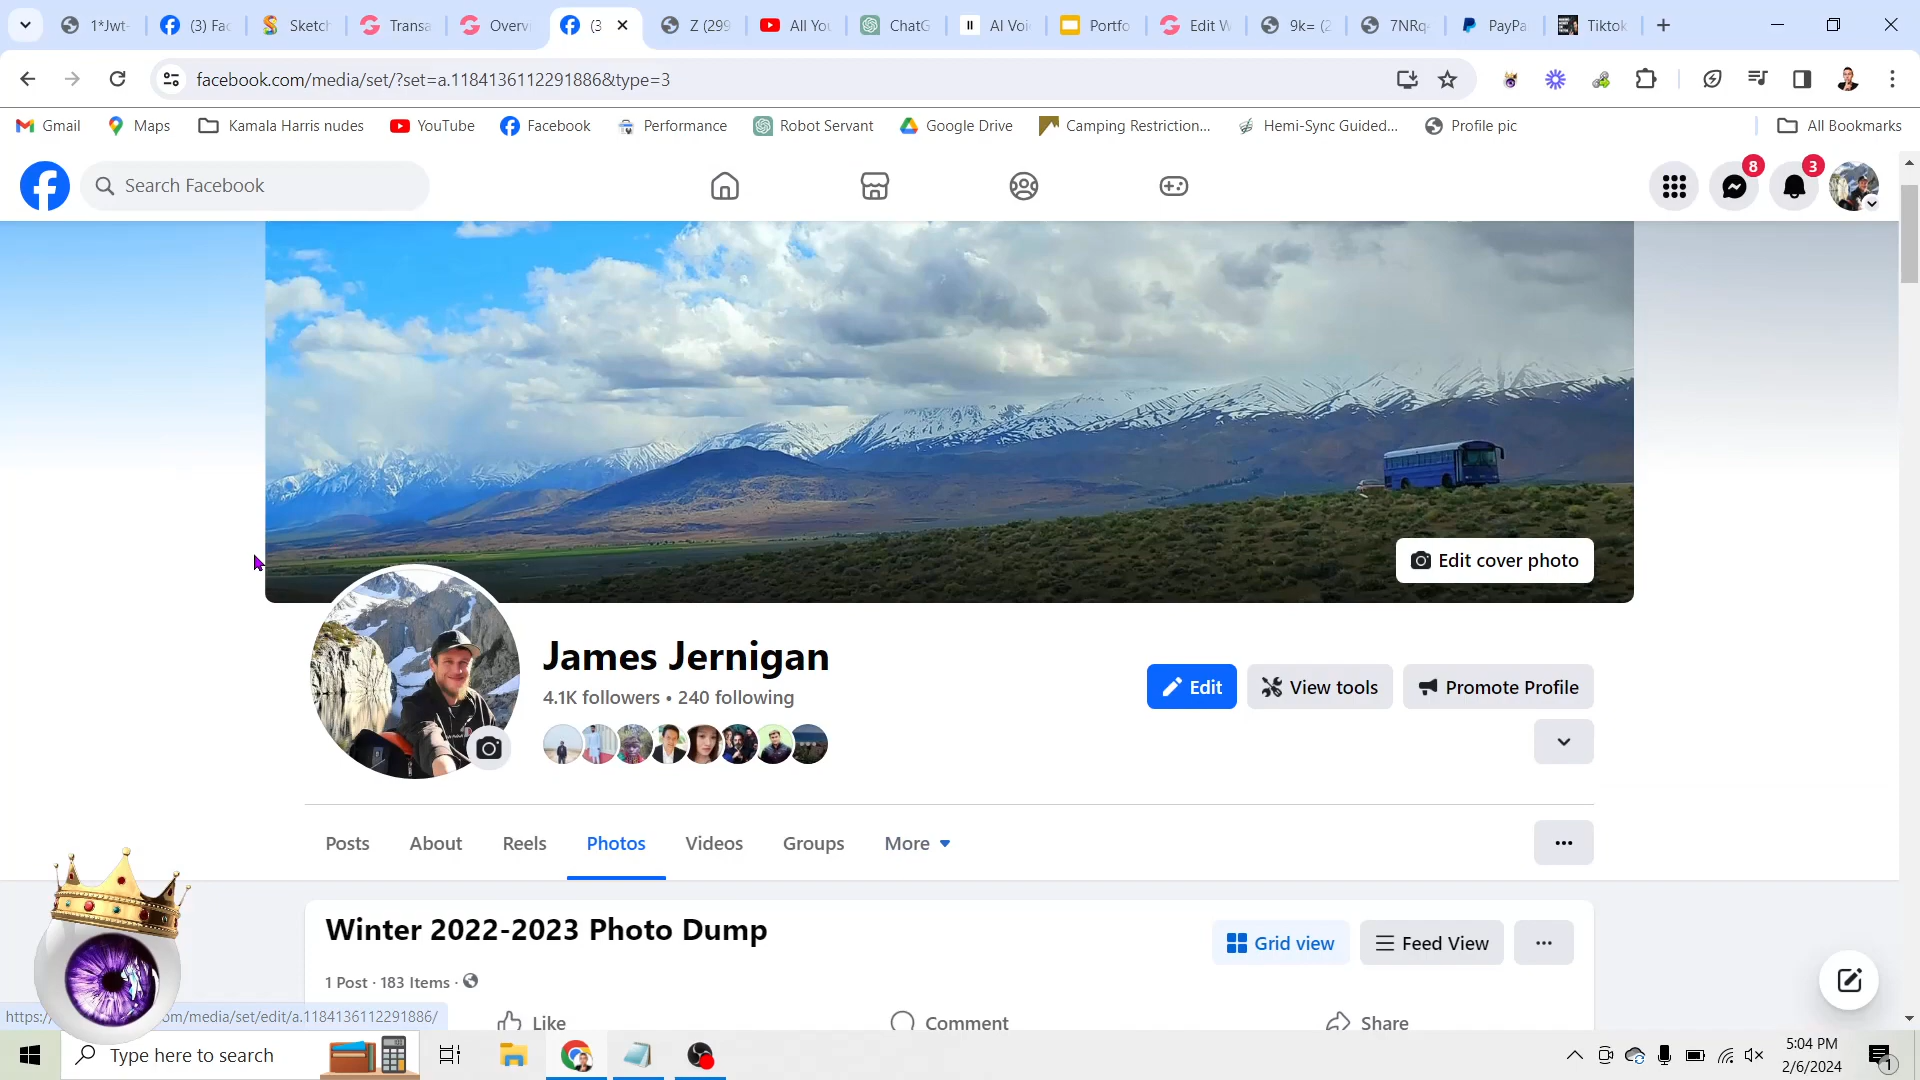 1*Jwt-
(3) Fac
Sketch
Transa
Overv
(3
Z (299
All You
ChatG
AI Voi
Portfo
Edit W
9k= (2
7NRq
PayPa
Tiktok
facebook.com/media/set/?set=a.1184136112291886&type=3
Gmail
Maps
Kamala Harris nudes
YouTube
Facebook
Performance
Robot Servant
Google Drive
Camping Restriction...
Hemi-Sync Guided...
Profile pic
All Bookmarks
Search Facebook
8
3
Edit cover photo
James Jernigan
4.1K followers • 240 following
Edit
View tools
Promote Profile
Posts
About
Reels
Photos
Videos
Groups
More
Winter 2022-2023 Photo Dump
Grid view
Feed View
1 Post · 183 Items ·
Like
Comment
Share
https:/
om/media/set/edit/a.1184136112291886/
Type here to search
5:04 PM
2/6/2024
1